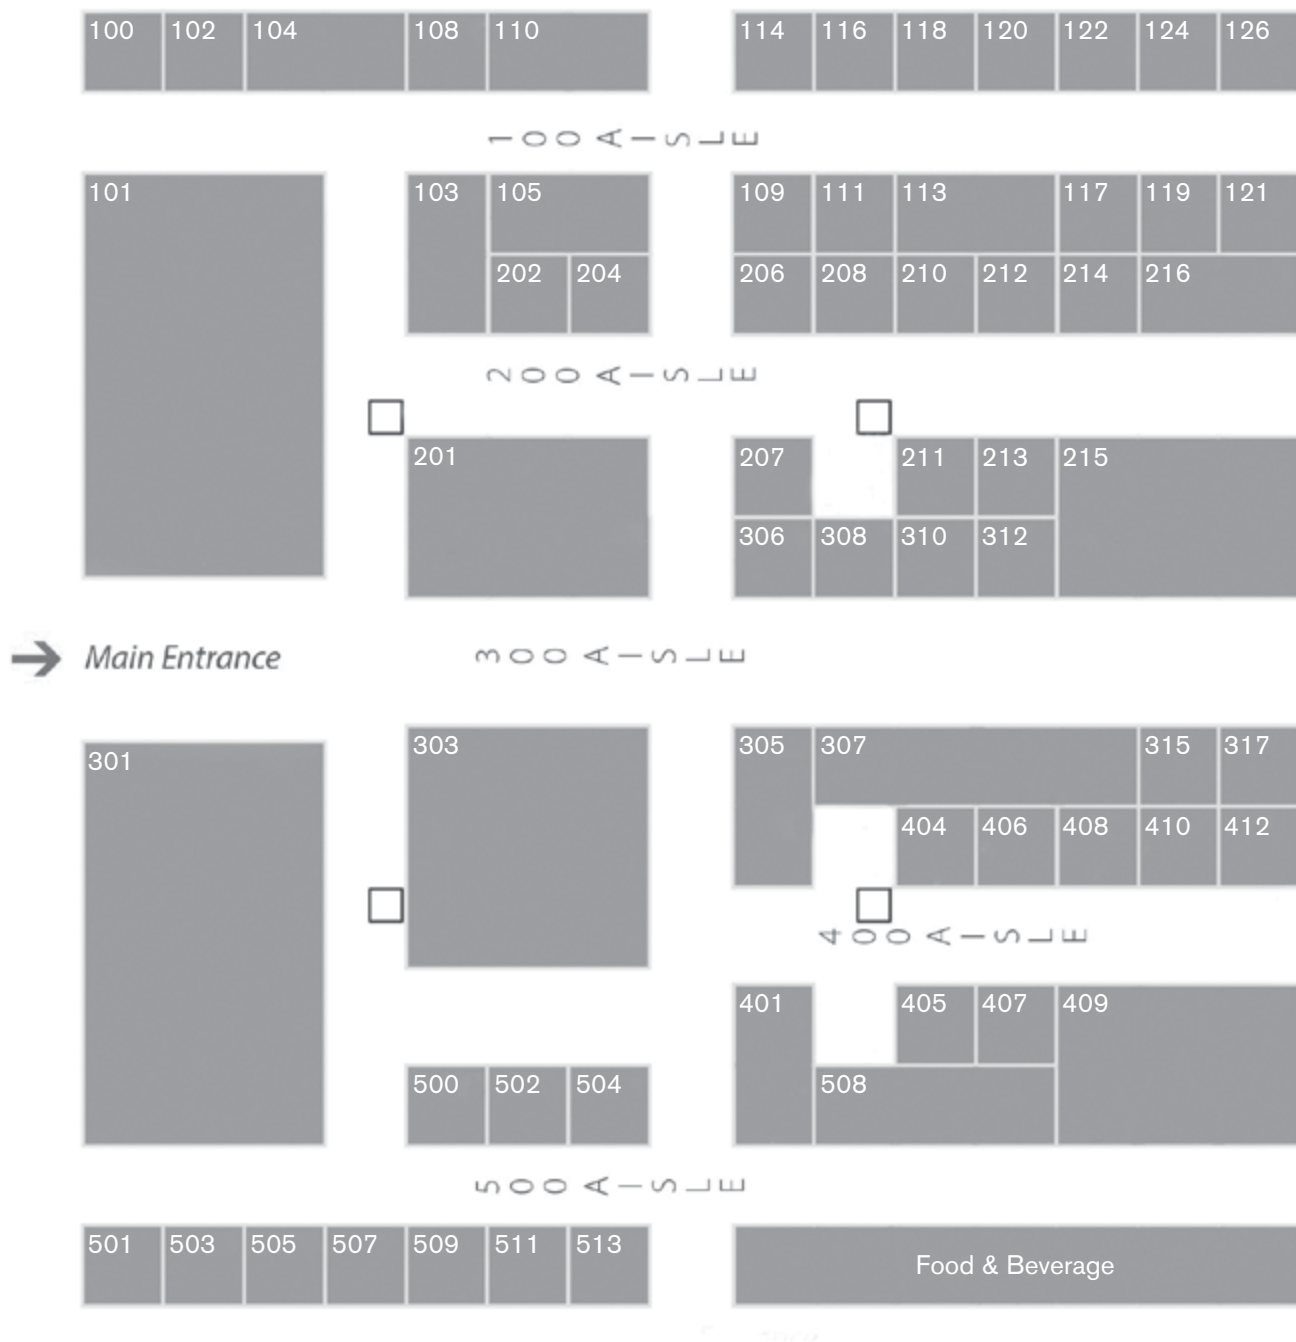 100 102 104 108 110 114 116 118 120 122 124 126
100 AISLE
101 103 105 109 111 113 117 119 121
202 204 206 208 210 212 214 216
200 AISLE
201 207 211 213 215
306 308 310 312
Main Entrance 300 AISLE
301 303 305 307 315 317
404 406 408 410 412
400 AISLE
401 405 407 409
500 502 504 508
500 AISLE
501 503 505 507 509 511 513 Food & Beverage